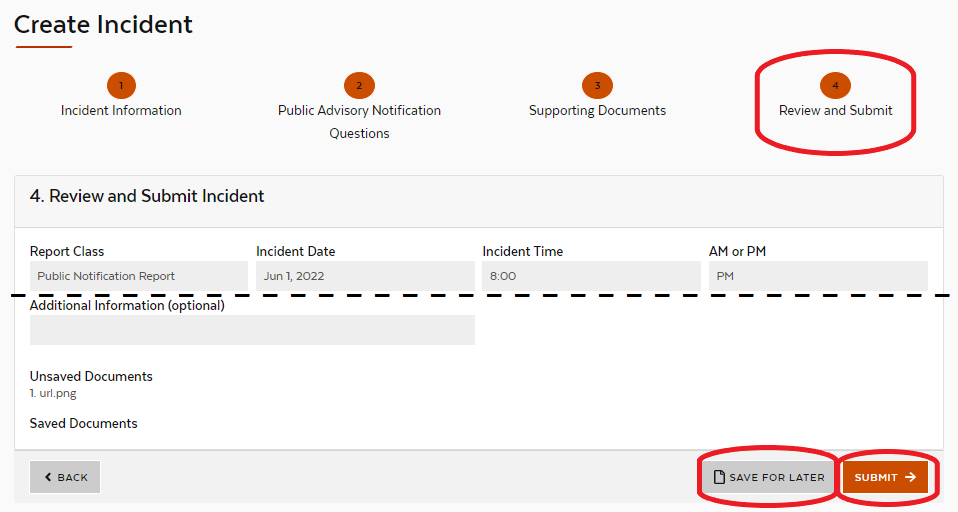 Create Incident
1 2 3 4
Incident Information Public Advisory Notification Supporting Documents Review and Submit
Questions
4. Review and Submit Incident
Report Class Incident Date Incident Time AM or PM
Public Notification Report Jun 1, 2022 8:00 PM
Additional Information (optional)
Unsaved Documents
1. url.png
Saved Documents
BACK SAVE FOR LATER SUBMIT